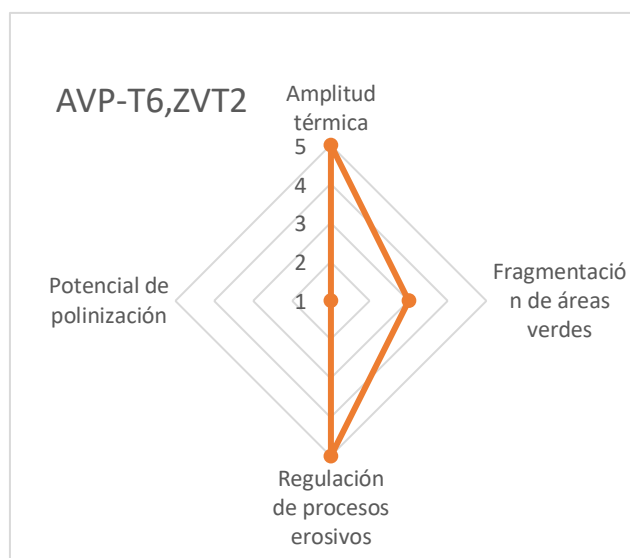 AVP-T6,ZVT2
Amplitud
térmica
5
4
3
2
1
Fragmentació
n de áreas
verdes
Potencial de
polinización
Regulación
de procesos
erosivos